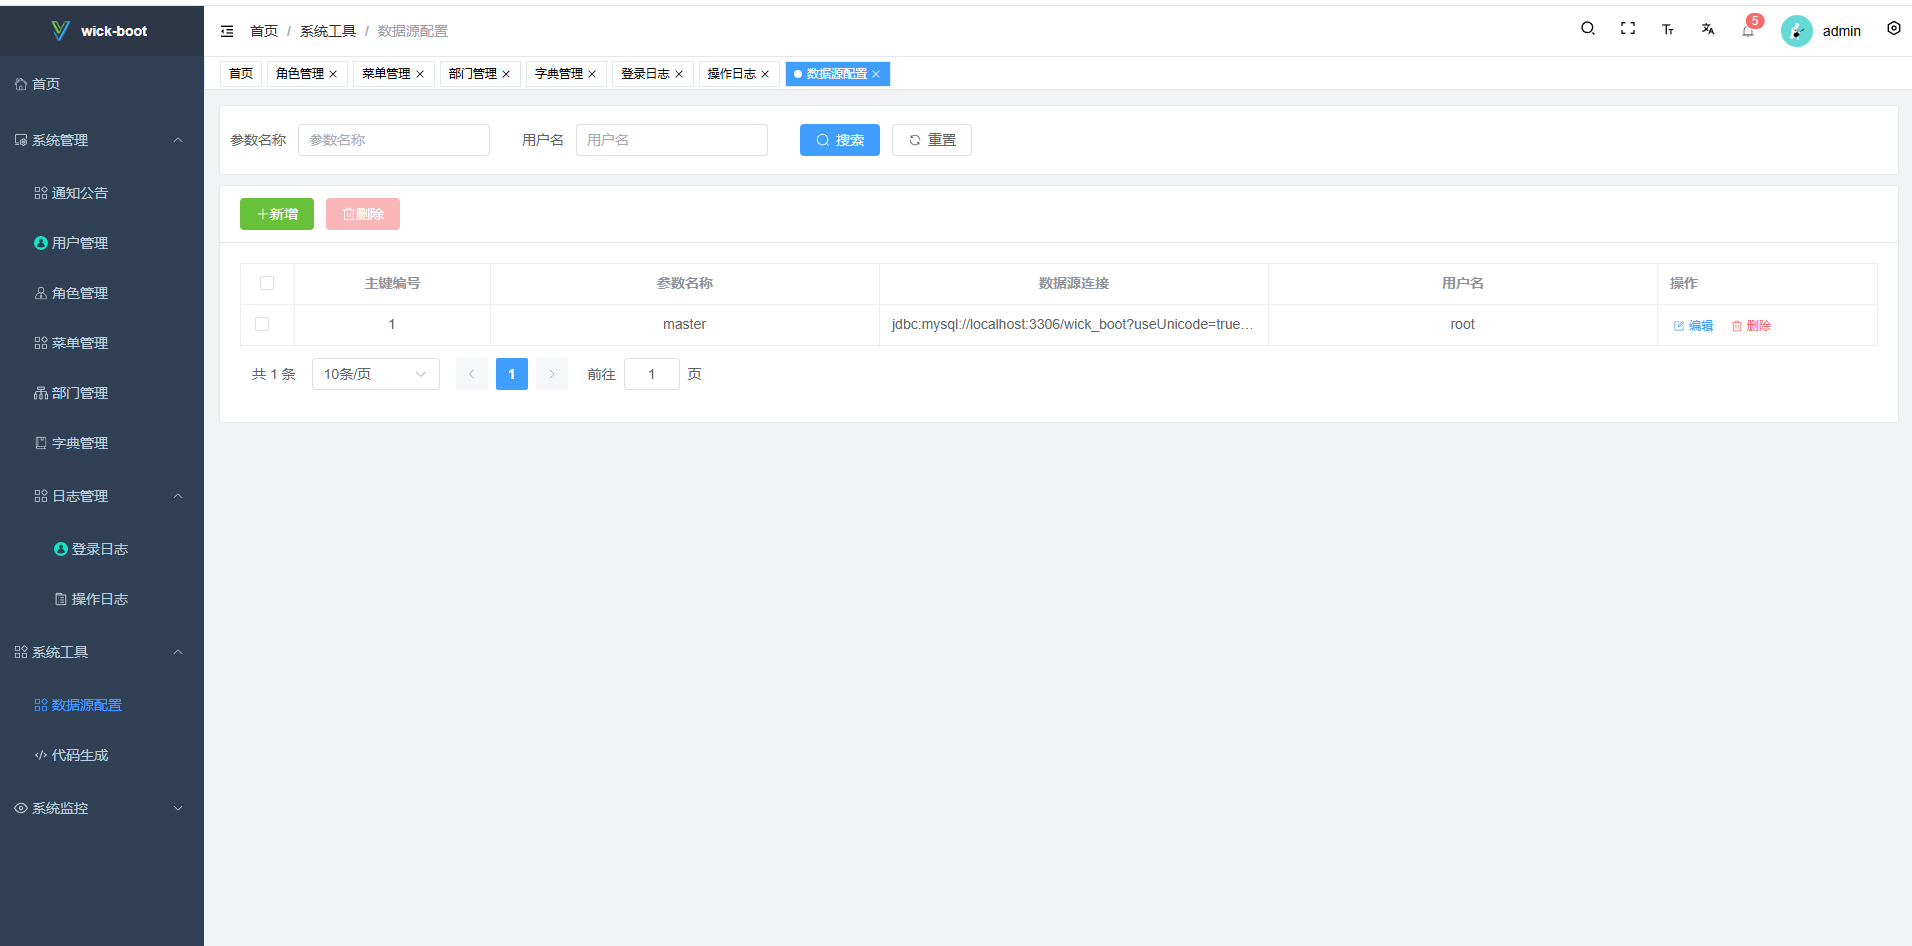 wick-boot
首页 / 系统工具 / 数据源配置
5
admin
首页
角色管理
菜单管理
部门管理
字典管理
登录日志
操作日志
数据源配置
首页
系统管理
通知公告
用户管理
角色管理
菜单管理
部门管理
字典管理
日志管理
登录日志
操作日志
系统工具
数据源配置
代码生成
系统监控
参数名称 参数名称 用户名 用户名 搜索 重置
新增 删除
主键编号 参数名称 数据源连接 用户名 操作
1 master jdbc:mysql://localhost:3306/wick_boot?useUnicode=true... root 编辑 删除
共 1 条 10条/页 1 前往 1 页